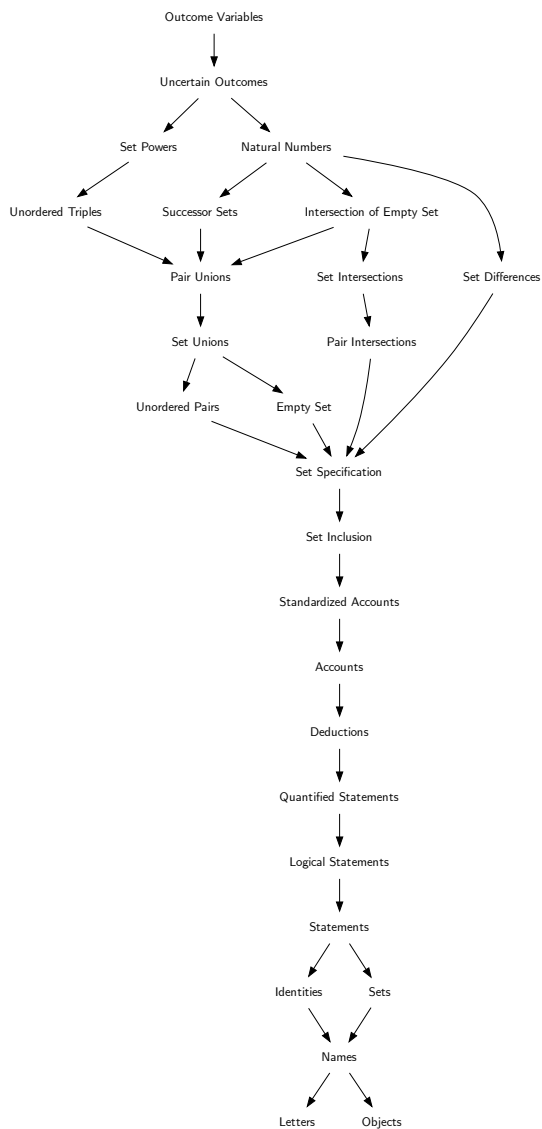 Outcome Variables
Uncertain Outcomes
Set Powers
Natural Numbers
Unordered Triples
Successor Sets
Intersection of Empty Set
Pair Unions
Set Intersections
Set Differences
Set Unions
Pair Intersections
Unordered Pairs
Empty Set
Set Specification
Set Inclusion
Standardized Accounts
Accounts
Deductions
Quantified Statements
Logical Statements
Statements
Identities
Sets
Names
Letters
Objects